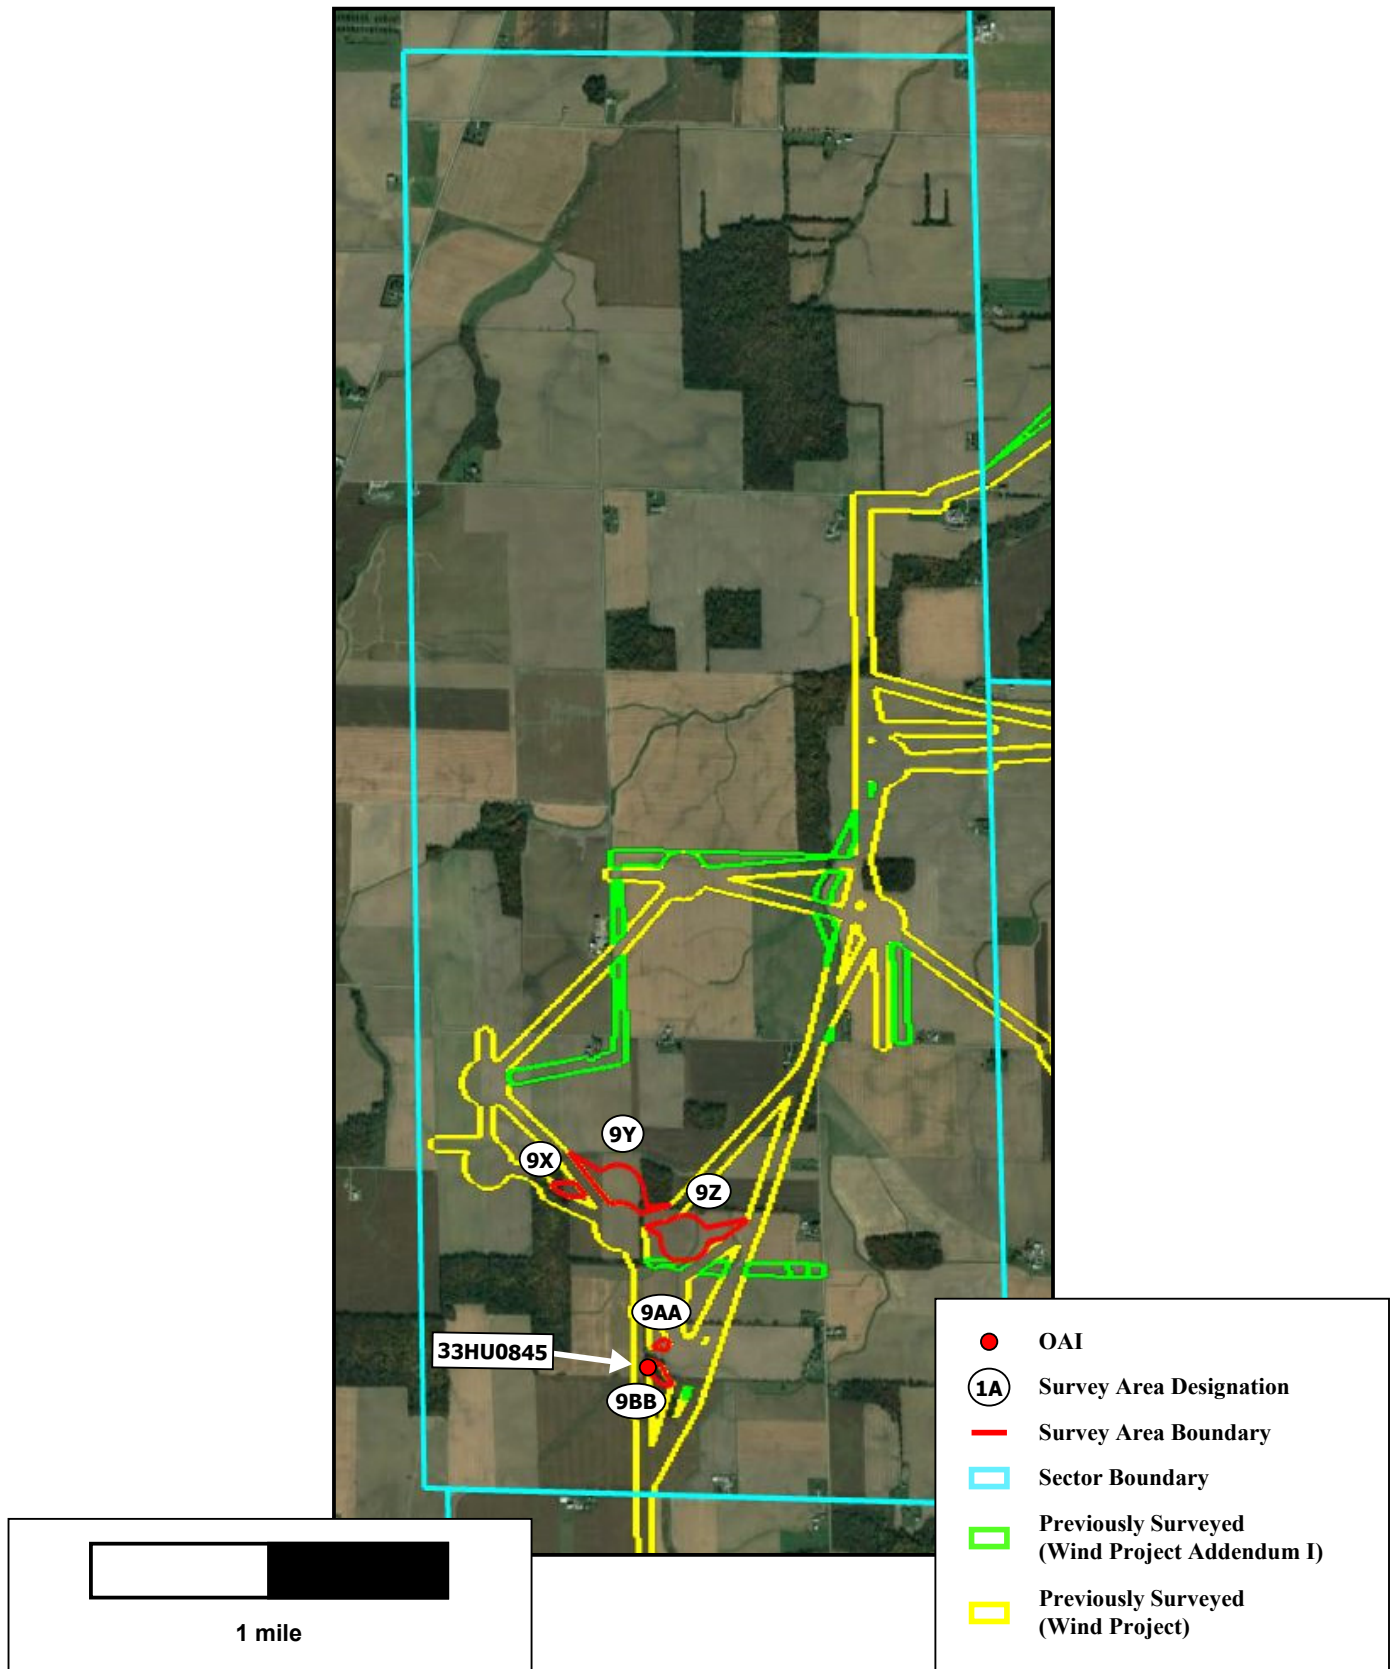 9Y
9X
9Z
9AA
33HU0845
9BB
OAI
1A Survey Area Designation
Survey Area Boundary
Sector Boundary
Previously Surveyed
(Wind Project Addendum I)
Previously Surveyed
(Wind Project)
1 mile